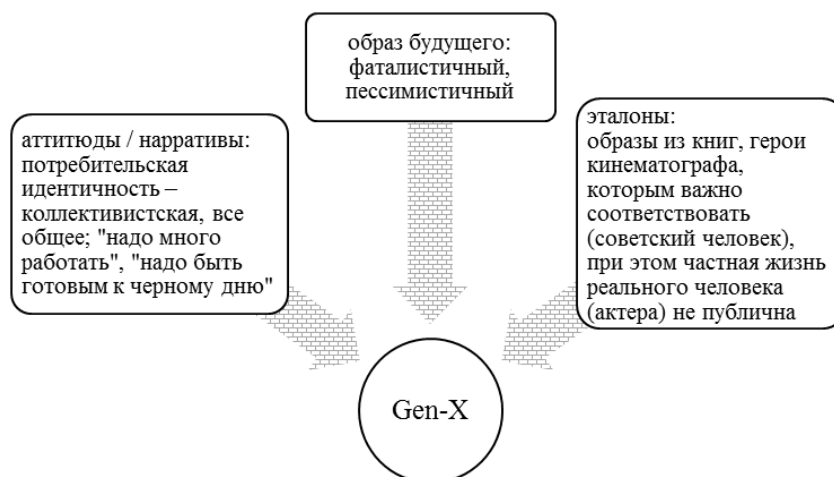 образ будущего:
фаталистичный,
пессимистичный
аттитюды / нарративы:
потребительская
идентичность –
коллективистская, все
общее; "надо много
работать", "надо быть
готовым к черному дню"
эталоны:
образы из книг, герои
кинематографа,
которым важно
соответствовать
(советский человек),
при этом частная жизнь
реального человека
(актера) не публична
Gen-X